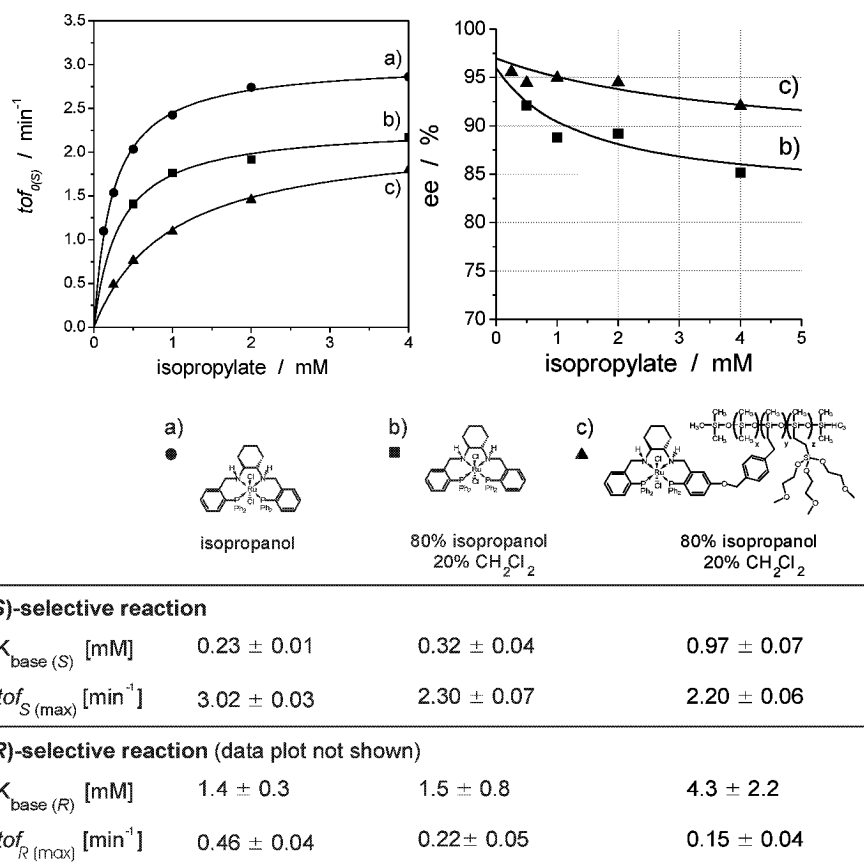 3.5
3.0
2.5
2.0
1.5
1.0
0.5
0.0
tof0(S) / min-1
a)
b)
c)
0 1 2 3 4
isopropylate / mM
100
95
90
85
80
75
70
ee / %
c)
b)
0 1 2 3 4 5
isopropylate / mM
a)
isopropanol
b)
80% isopropanol
20% CH2Cl2
c)
80% isopropanol
20% CH2Cl2
S)-selective reaction
Kbase (S) [mM] 0.23 ± 0.01 0.32 ± 0.04 0.97 ± 0.07
tofS (max) [min-1] 3.02 ± 0.03 2.30 ± 0.07 2.20 ± 0.06
R)-selective reaction (data plot not shown)
Kbase (R) [mM] 1.4 ± 0.3 1.5 ± 0.8 4.3 ± 2.2
tofR (max) [min-1] 0.46 ± 0.04 0.22± 0.05 0.15 ± 0.04